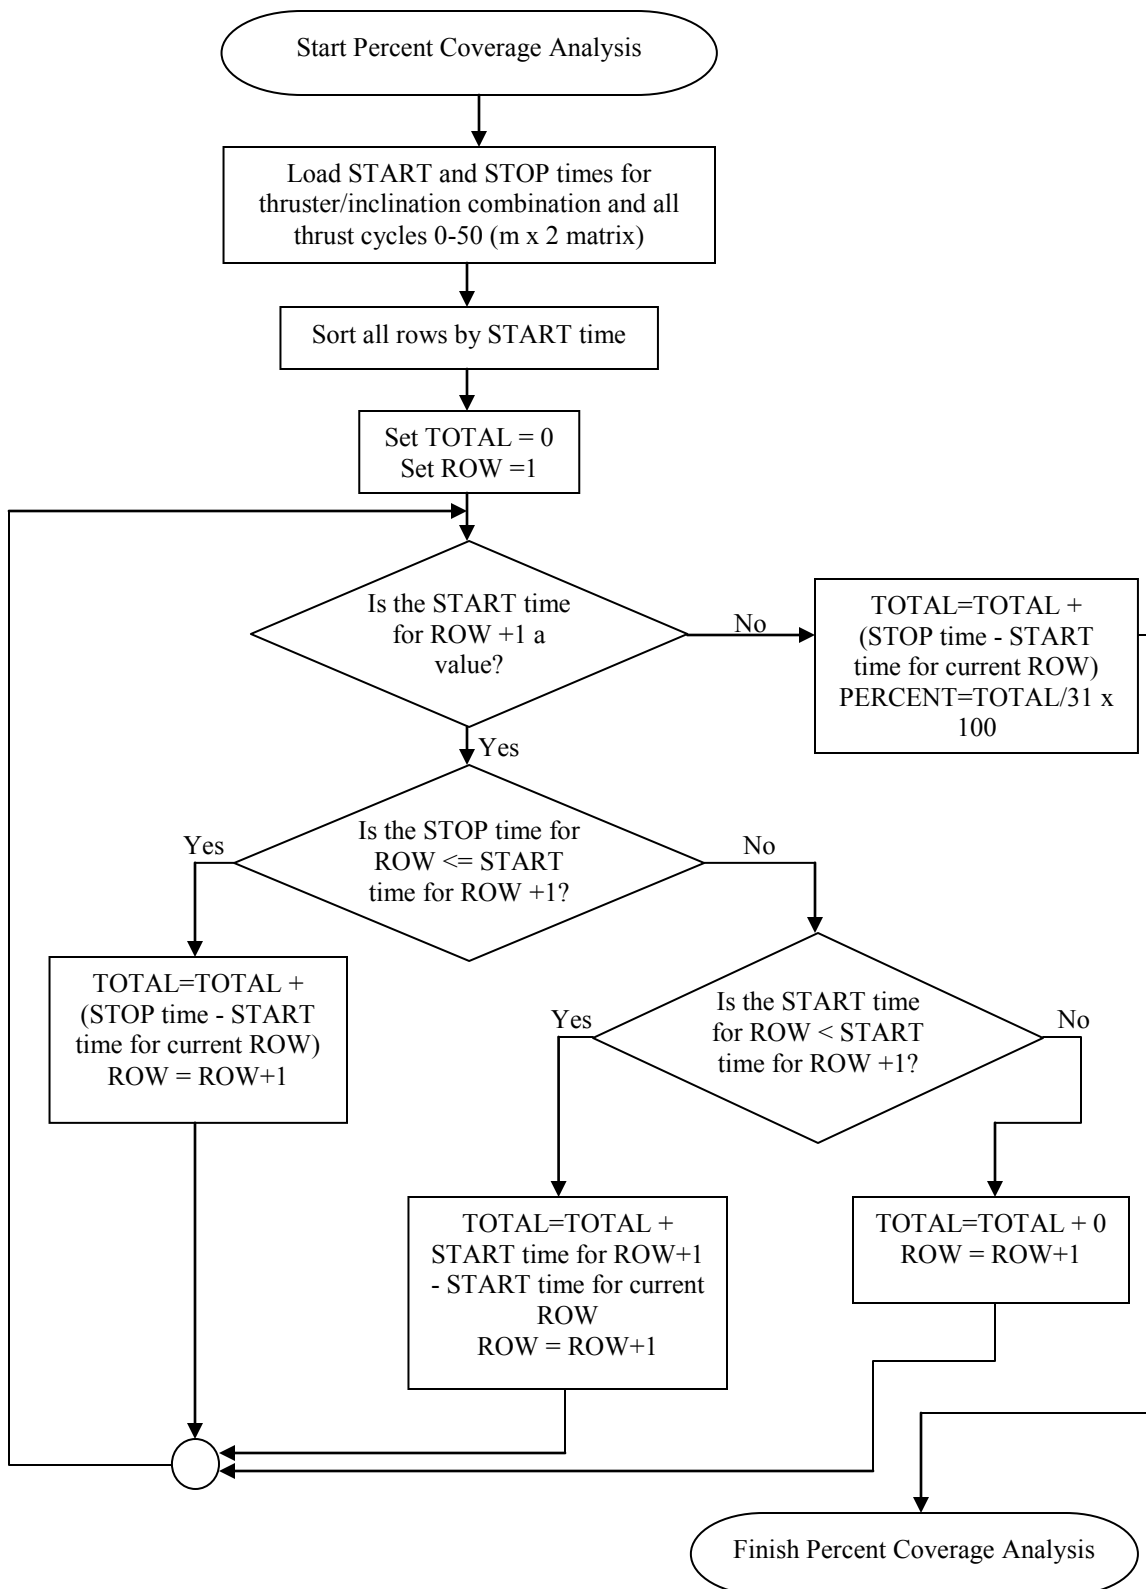 Start Percent Coverage Analysis
Load START and STOP times for
thruster/inclination combination and all
thrust cycles 0-50 (m x 2 matrix)
Sort all rows by START time
Set TOTAL = 0
Set ROW =1
Is the START time
for ROW +1 a
value?
No
TOTAL=TOTAL +
(STOP time - START
time for current ROW)
PERCENT=TOTAL/31 x
100
Yes
Is the STOP time for
ROW <= START
time for ROW +1?
Yes
No
TOTAL=TOTAL +
(STOP time - START
time for current ROW)
ROW = ROW+1
Is the START time
for ROW < START
time for ROW +1?
Yes
No
TOTAL=TOTAL +
START time for ROW+1
- START time for current
ROW
ROW = ROW+1
TOTAL=TOTAL + 0
ROW = ROW+1
Finish Percent Coverage Analysis